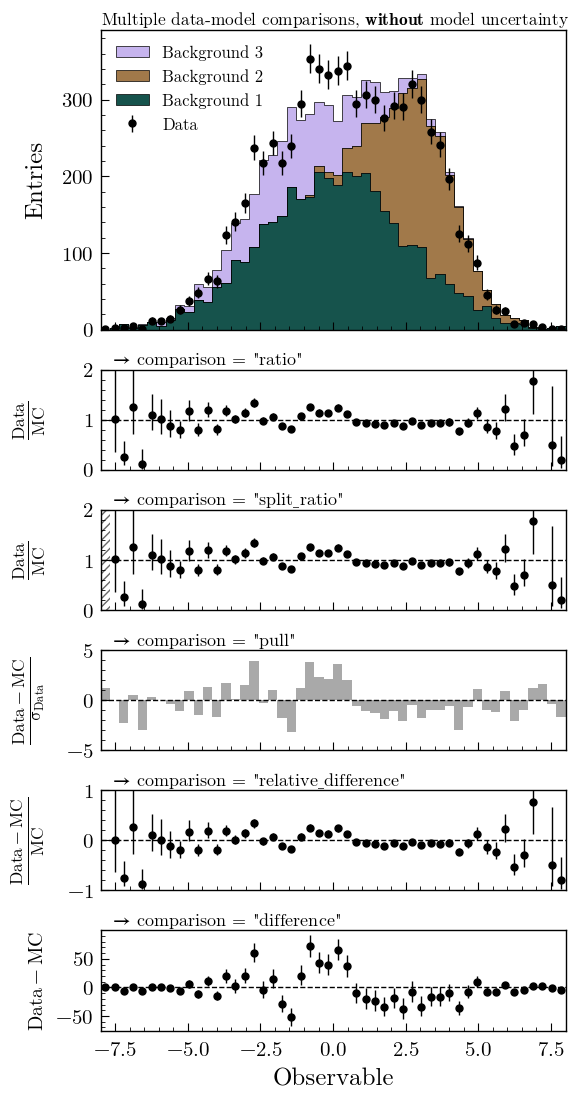 Multiple data-model comparisons, without model uncertainty
Background 3
Background 2
Background 1
Data
Entries
300
200
100
0
→ comparison = "ratio"
Data
MC
2
1
0
→ comparison = "split_ratio"
Data
MC
2
1
0
→ comparison = "pull"
Data − MC
σData
5
0
−5
→ comparison = "relative_difference"
Data − MC
MC
1
0
−1
→ comparison = "difference"
Data − MC
50
0
−50
−7.5 −5.0 −2.5 0.0 2.5 5.0 7.5
Observable